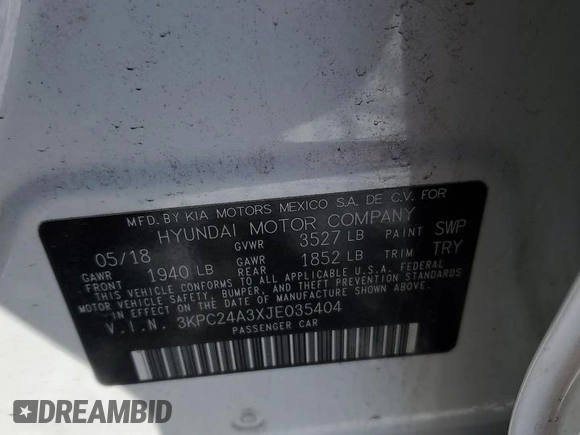 MFD. BY KIA MOTORS MEXICO S.A. DE C.V. FOR
HYUNDAI MOTOR COMPANY
05/18 GVWR 3527 LB PAINT SWP
GAWR FRONT 1940 LB GAWR REAR 1852 LB TRIM TRY
THIS VEHICLE CONFORMS TO ALL APPLICABLE U.S.A. FEDERAL
MOTOR VEHICLE SAFETY, BUMPER, AND THEFT PREVENTION STANDARDS
IN EFFECT ON THE DATE OF MANUFACTURE SHOWN ABOVE.
V.I.N. 3KPC24A3XJE035404
PASSENGER CAR
DREAMBID